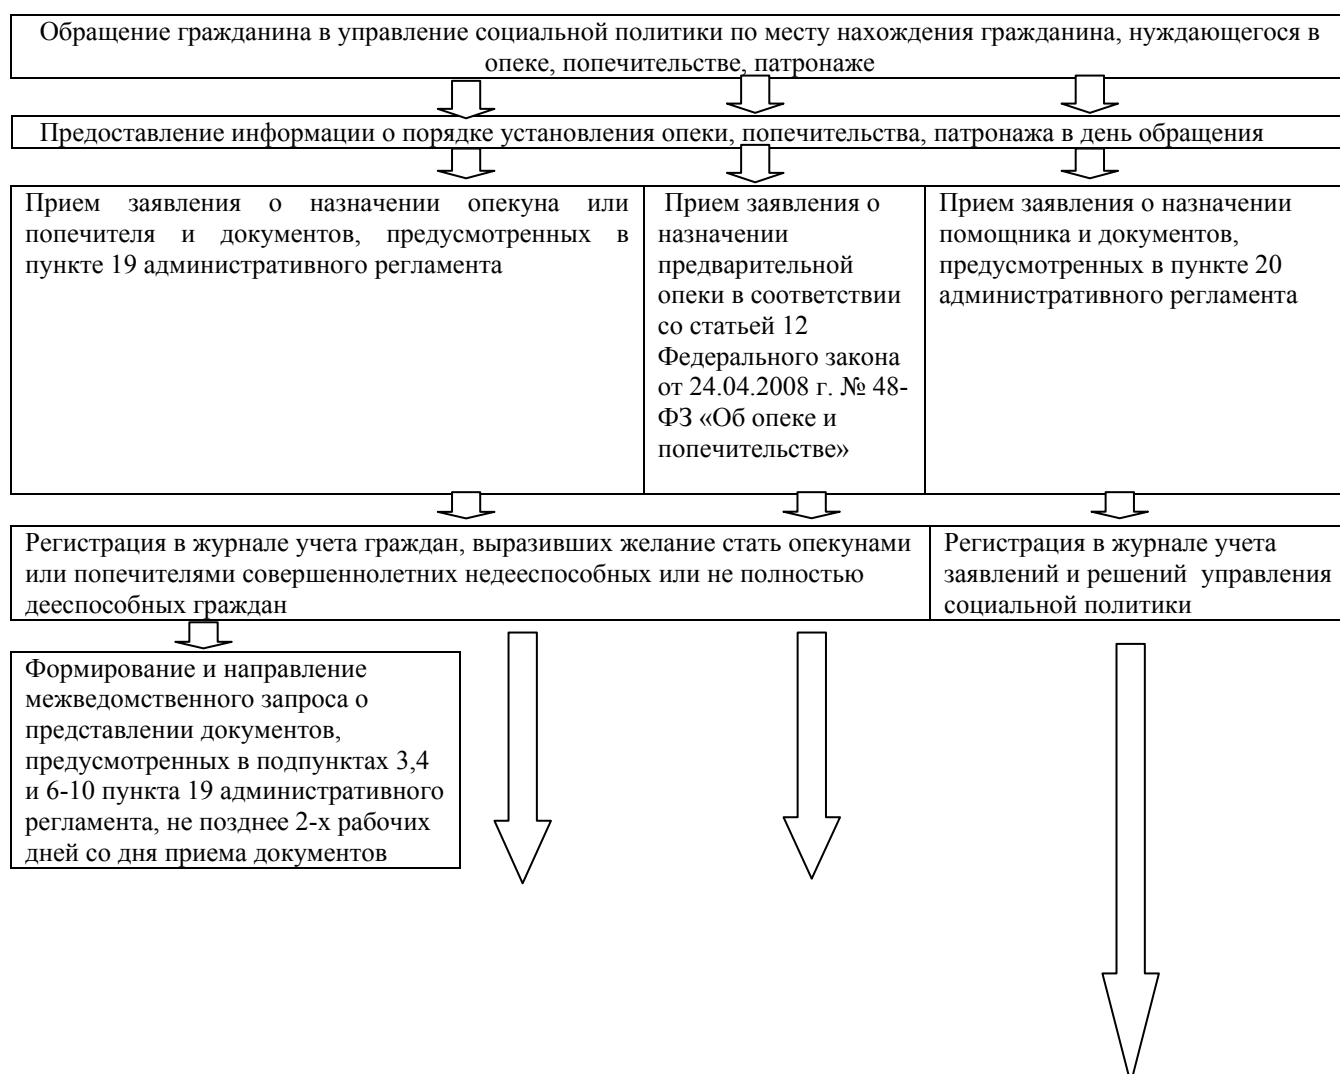 Обращение гражданина в управление социальной политики по месту нахождения гражданина, нуждающегося в
опеке, попечительстве, патронаже
Предоставление информации о порядке установления опеки, попечительства, патронажа в день обращения
Прием заявления о назначении опекуна или
попечителя и документов, предусмотренных в
пункте 19 административного регламента
Прием заявления о
назначении
предварительной
опеки в соответствии
со статьей 12
Федерального закона
от 24.04.2008 г. № 48-
ФЗ «Об опеке и
попечительстве»
Прием заявления о назначении
помощника и документов,
предусмотренных в пункте 20
административного регламента
Регистрация в журнале учета граждан, выразивших желание стать опекунами
или попечителями совершеннолетних недееспособных или не полностью
дееспособных граждан
Регистрация в журнале учета
заявлений и решений управления
социальной политики
Формирование и направление
межведомственного запроса о
представлении документов,
предусмотренных в подпунктах 3,4
и 6-10 пункта 19 административного
регламента, не позднее 2-х рабочих
дней со дня приема документов